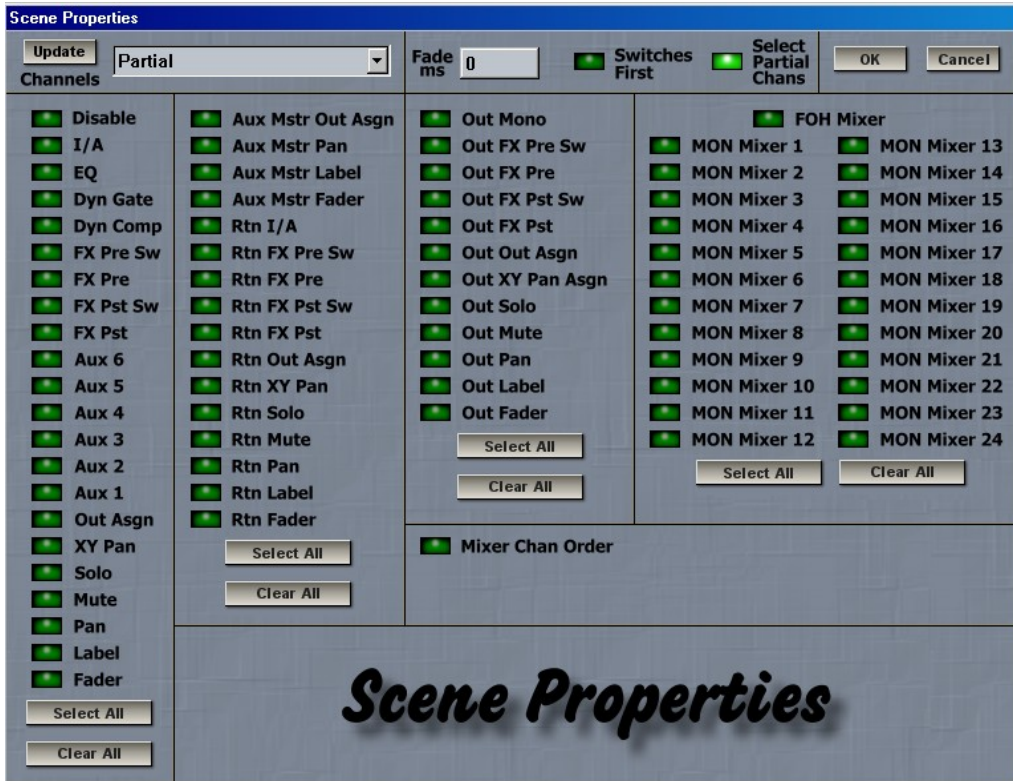 Scene Properties
Update
Channels
Partial
Fade
ms
0
Switches
First
Select
Partial
Chans
OK
Cancel
Disable
I/A
EQ
Dyn Gate
Dyn Comp
FX Pre Sw
FX Pre
FX Pst Sw
FX Pst
Aux 6
Aux 5
Aux 4
Aux 3
Aux 2
Aux 1
Out Asgn
XY Pan
Solo
Mute
Pan
Label
Fader
Select All
Clear All
Aux Mstr Out Asgn
Aux Mstr Pan
Aux Mstr Label
Aux Mstr Fader
Rtn I/A
Rtn FX Pre Sw
Rtn FX Pre
Rtn FX Pst Sw
Rtn FX Pst
Rtn Out Asgn
Rtn XY Pan
Rtn Solo
Rtn Mute
Rtn Pan
Rtn Label
Rtn Fader
Select All
Clear All
Out Mono
Out FX Pre Sw
Out FX Pre
Out FX Pst Sw
Out FX Pst
Out Out Asgn
Out XY Pan Asgn
Out Solo
Out Mute
Out Pan
Out Label
Out Fader
Select All
Clear All
FOH Mixer
MON Mixer 1
MON Mixer 2
MON Mixer 3
MON Mixer 4
MON Mixer 5
MON Mixer 6
MON Mixer 7
MON Mixer 8
MON Mixer 9
MON Mixer 10
MON Mixer 11
MON Mixer 12
MON Mixer 13
MON Mixer 14
MON Mixer 15
MON Mixer 16
MON Mixer 17
MON Mixer 18
MON Mixer 19
MON Mixer 20
MON Mixer 21
MON Mixer 22
MON Mixer 23
MON Mixer 24
Select All
Clear All
Mixer Chan Order
Scene Properties